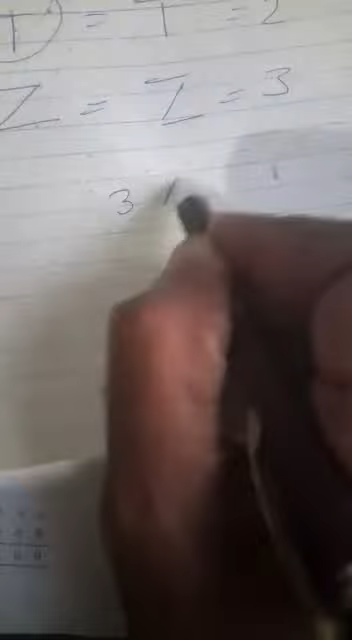 T = T = 2
Z = Z = 3
3